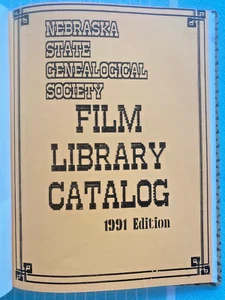 NEBRASKA
STATE
GENEALOGICAL
SOCIETY
FILM
LIBRARY
CATALOG
1991 Edition